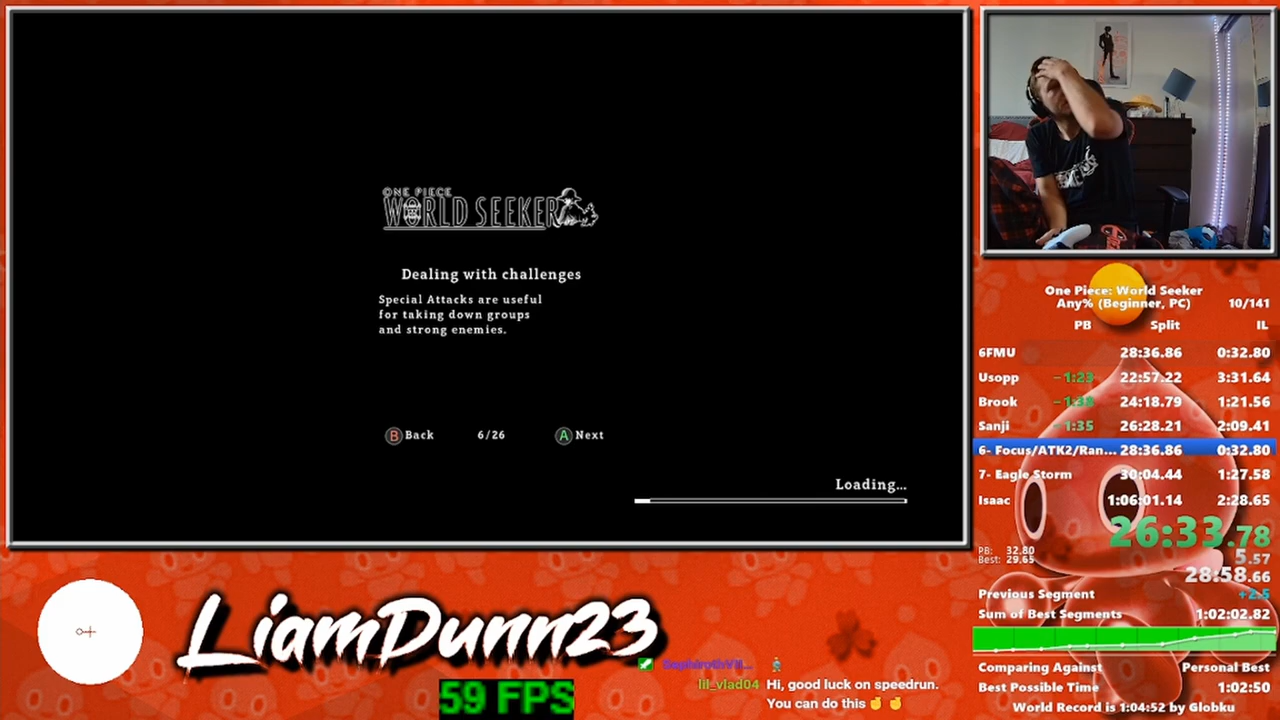 ONE PIECE
WORLD SEEKER
Dealing with challenges
Special Attacks are useful
for taking down groups
and strong enemies.
B Back 6/26 A Next
Loading...
One Piece: World Seeker
Any% (Beginner, PC) 10/141
PB Split IL
6FMU 28:36.86 0:32.80
Usopp -1:23 22:57.22 3:31.64
Brook -1:38 24:18.79 1:21.56
Sanji -1:35 26:28.21 2:09.41
6- Focus/ATK2/Ran... 28:36.86 0:32.80
7- Eagle Storm 30:04.44 1:27.58
Isaac 1:06:01.14 2:28.65
26:33.78
PB: 32.80
Best: 29.65
5.57
28:58.66
Previous Segment +2.5
Sum of Best Segments 1:02:02.82
Comparing Against Personal Best
Best Possible Time 1:02:50
World Record is 1:04:52 by Globku
LiamDunn23
59 FPS
lil_vlad04 Hi, good luck on speedrun.
You can do this